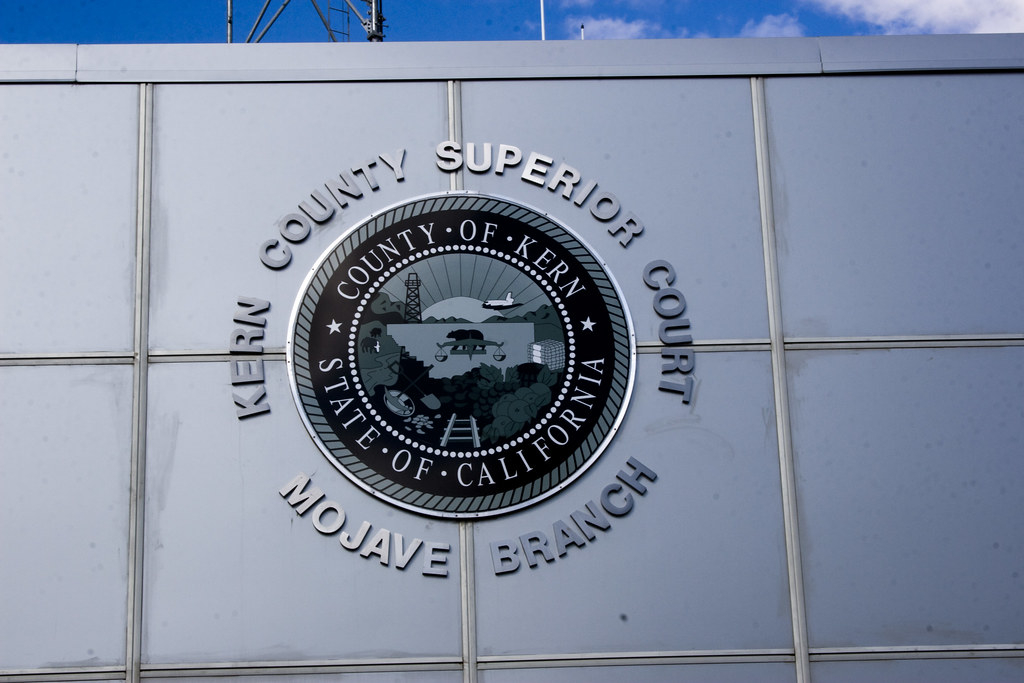 KERN COUNTY SUPERIOR COURT
COUNTY · OF · KERN
STATE · OF · CALIFORNIA
MOJAVE BRANCH